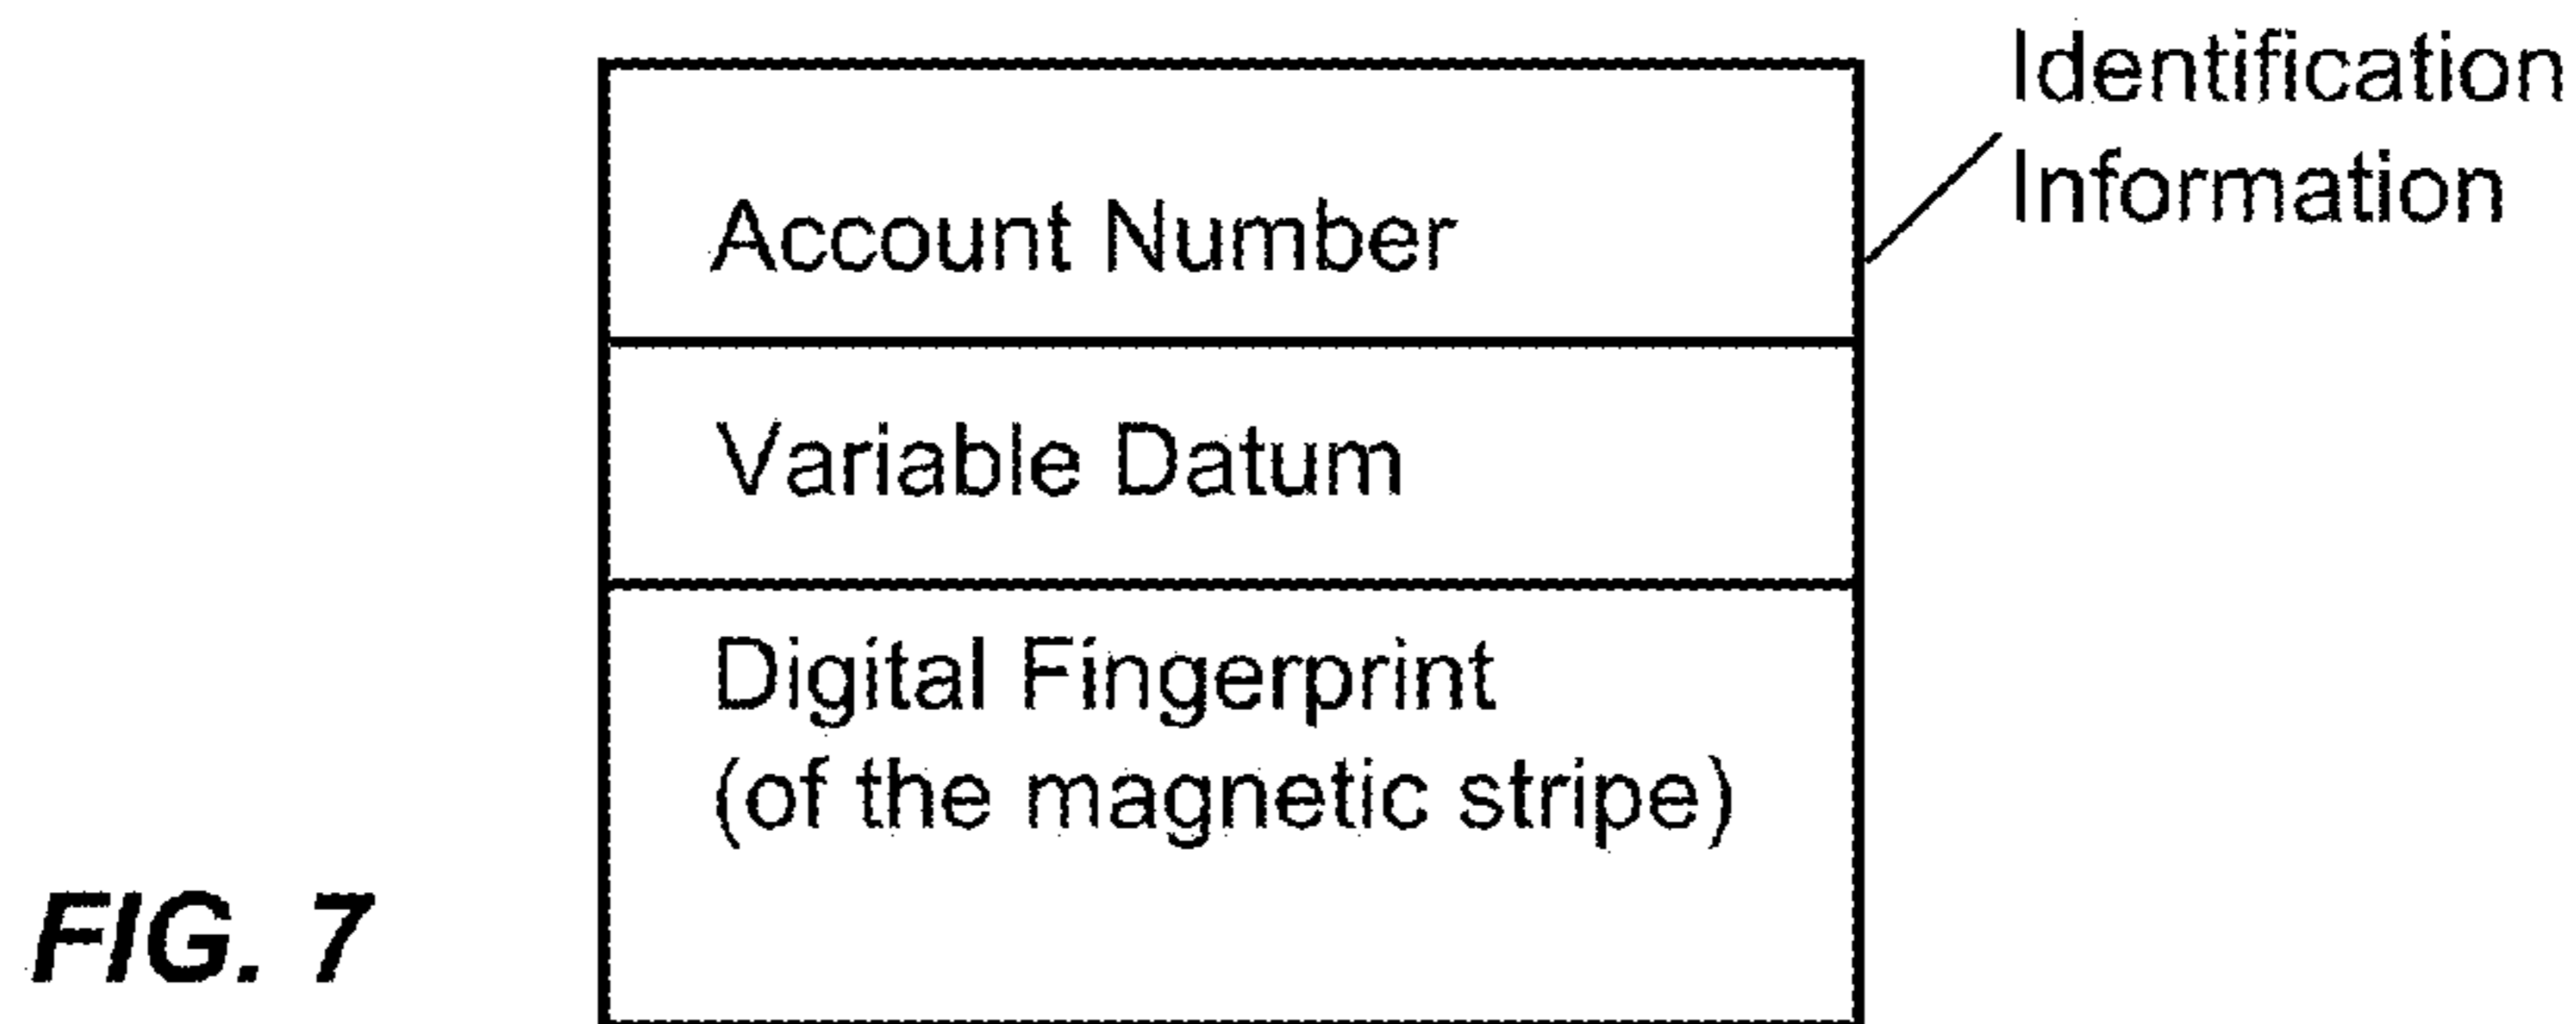 Identification
Information
Account Number
Variable Datum
Digital Fingerprint
(of the magnetic stripe)
FIG. 7